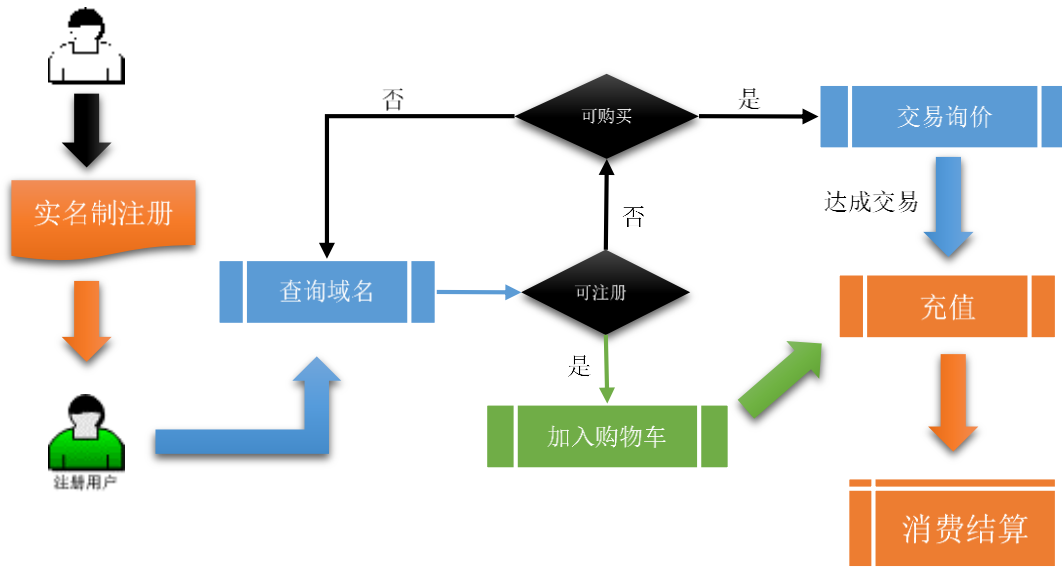 否
可购买
是
交易询价
实名制注册
否
达成交易
查询域名
可注册
充值
是
加入购物车
注册用户
消费结算